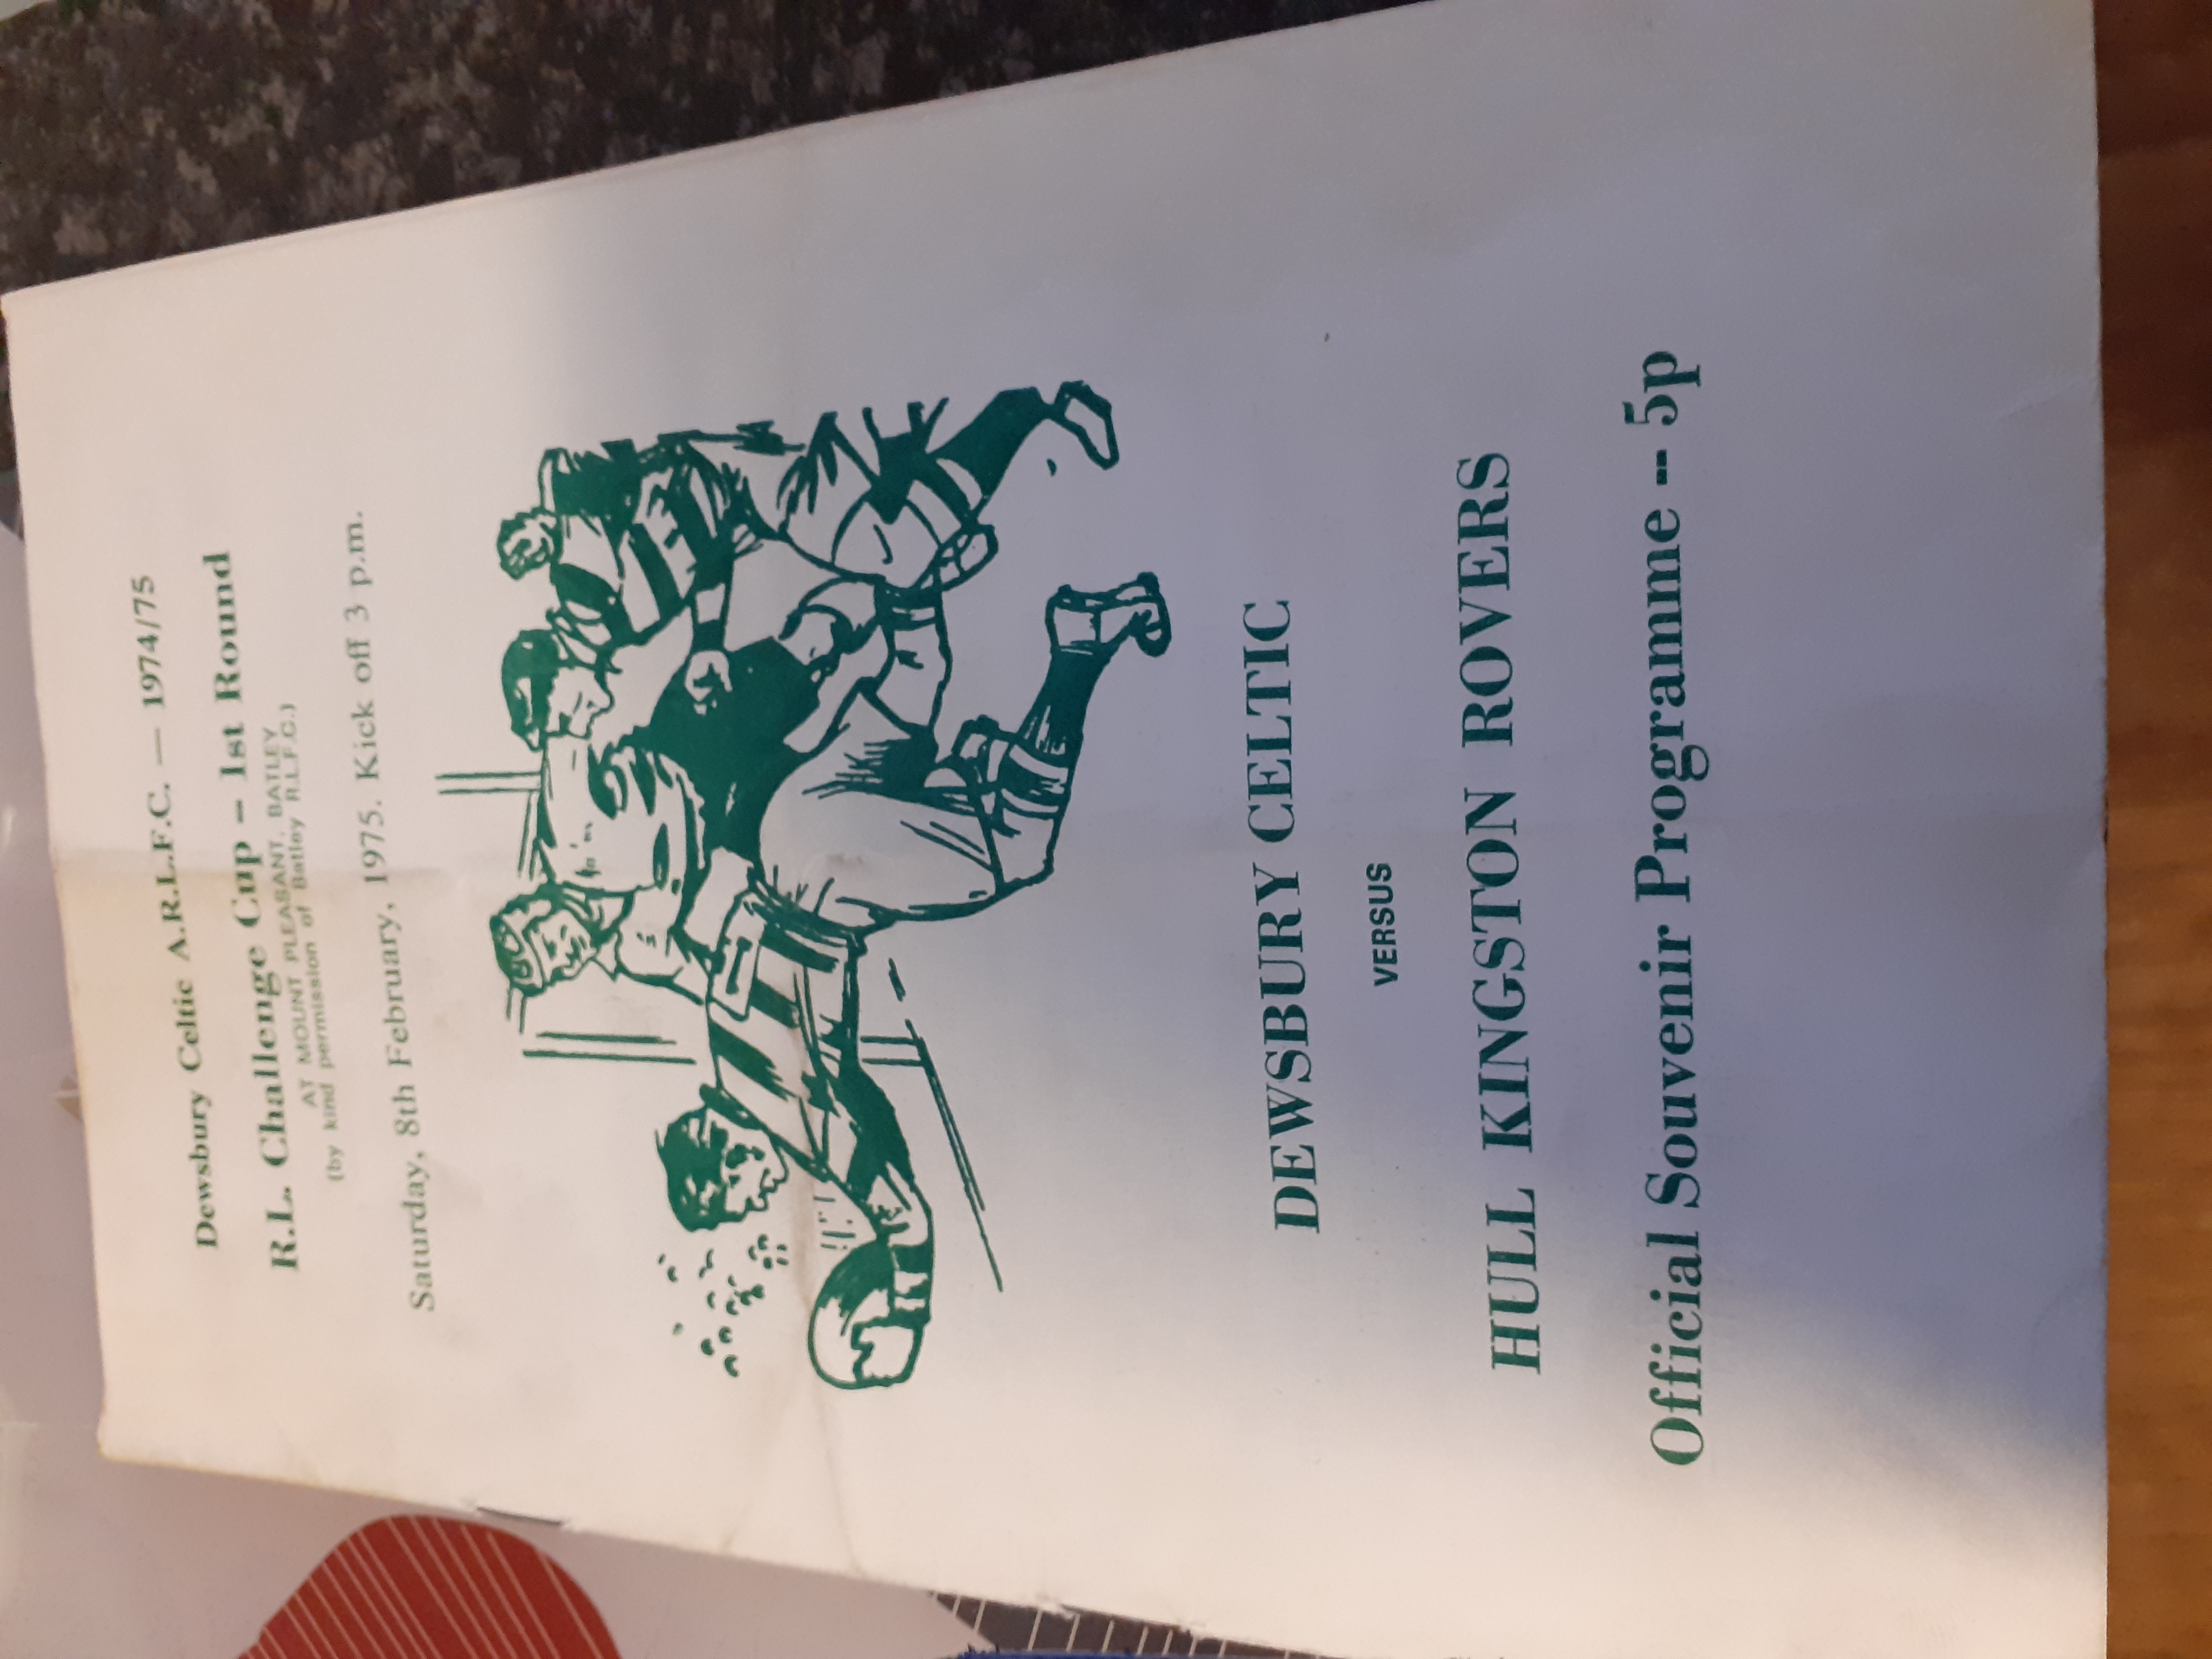 Dewsbury Celtic A.R.L.F.C. — 1974/75
R.L. Challenge Cup – 1st Round
AT MOUNT PLEASANT, BATLEY
(by kind permission of Batley R.L.F.C.)
Saturday, 8th February, 1975. Kick off 3 p.m.
DEWSBURY CELTIC
VERSUS
HULL KINGSTON ROVERS
Official Souvenir Programme -- 5p